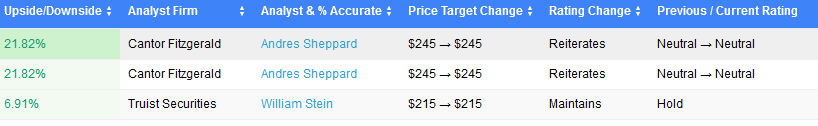 Upside/Downside Analyst Firm Analyst & % Accurate Price Target Change Rating Change Previous / Current Rating
21.82% Cantor Fitzgerald Andres Sheppard $245 → $245 Reiterates Neutral → Neutral
21.82% Cantor Fitzgerald Andres Sheppard $245 → $245 Reiterates Neutral → Neutral
6.91% Truist Securities William Stein $215 → $215 Maintains Hold